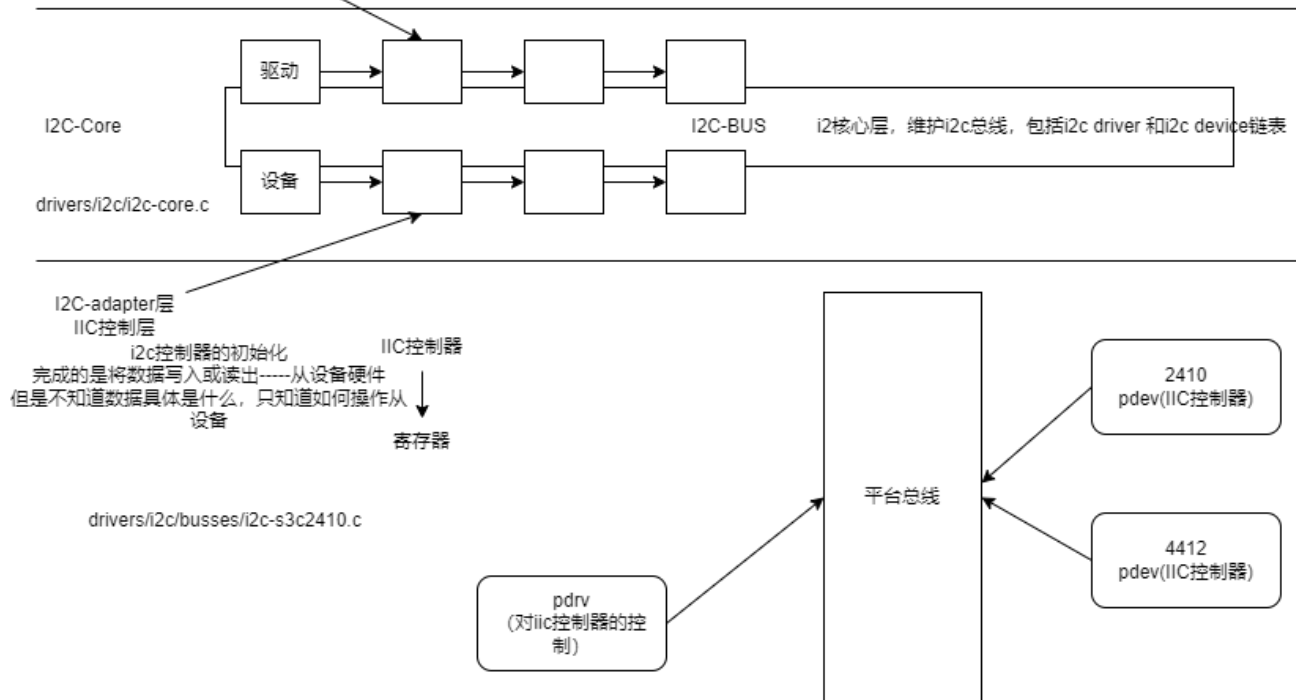 驱动
I2C-Core
I2C-BUS
i2核心层，维护i2c总线，包括i2c driver 和i2c device链表
设备
drivers/i2c/i2c-core.c
I2C-adapter层
IIC控制层
i2c控制器的初始化
完成的是将数据写入或读出-----从设备硬件
但是不知道数据具体是什么，只知道如何操作从
设备
IIC控制器
寄存器
drivers/i2c/busses/i2c-s3c2410.c
pdrv
（对iic控制器的控
制）
平台总线
2410
pdev(IIC控制器)
4412
pdev(IIC控制器)